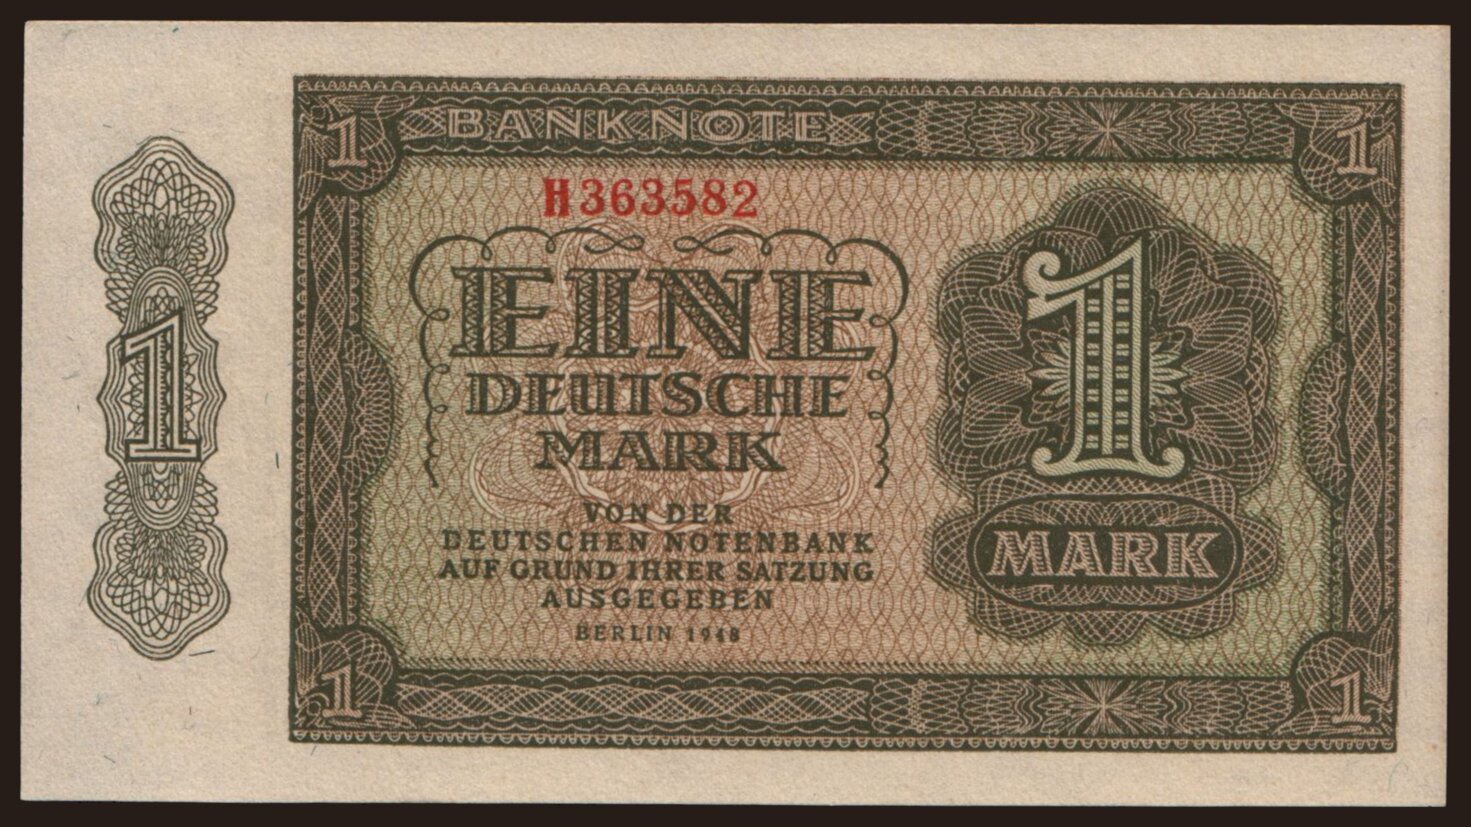 BANKNOTE
1
1
H363582
EINE
DEUTSCHE
MARK
1
1
MARK
VON DER
DEUTSCHEN NOTENBANK
AUF GRUND IHRER SATZUNG
AUSGEGEBEN
BERLIN 1948
1
1